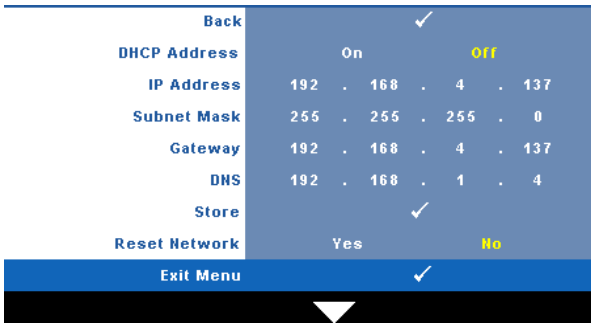 Back
DHCP Address On Off
IP Address 192 . 168 . 4 . 137
Subnet Mask 255 . 255 . 255 . 0
Gateway 192 . 168 . 4 . 137
DNS 192 . 168 . 1 . 4
Store
Reset Network Yes No
Exit Menu